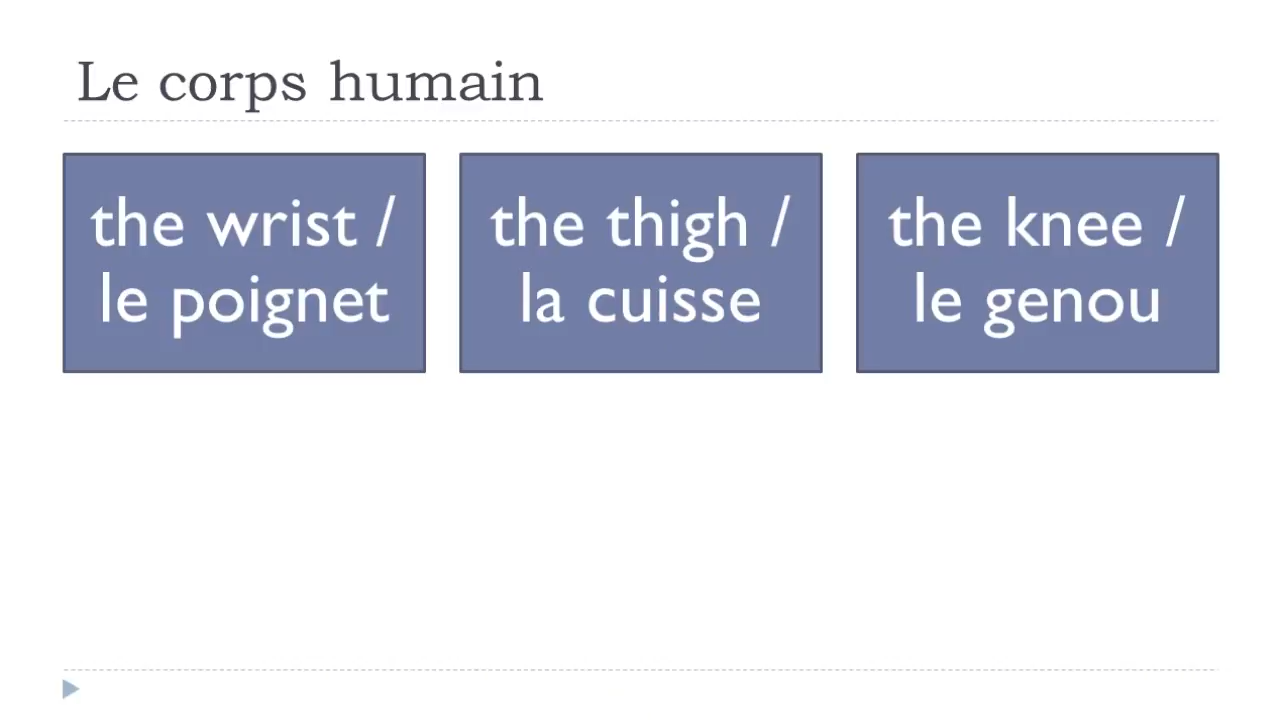 Le corps humain
the wrist /
le poignet
the thigh /
la cuisse
the knee /
le genou